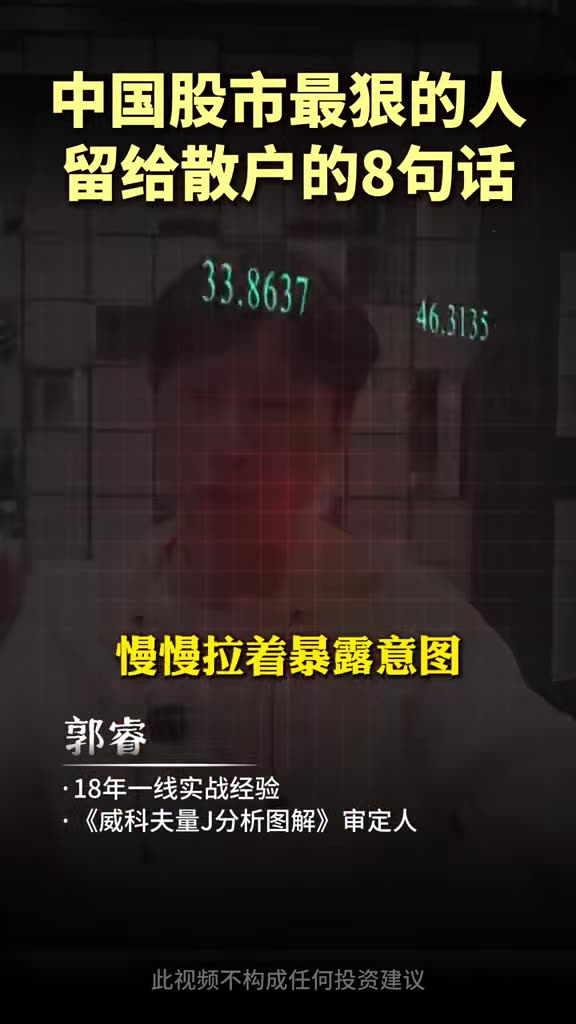 中国股市最狠的人
留给散户的8句话
33.8637
46.3135
慢慢拉着暴露意图
郭睿
·18年一线实战经验
·《威科夫量J分析图解》审定人
此视频不构成任何投资建议